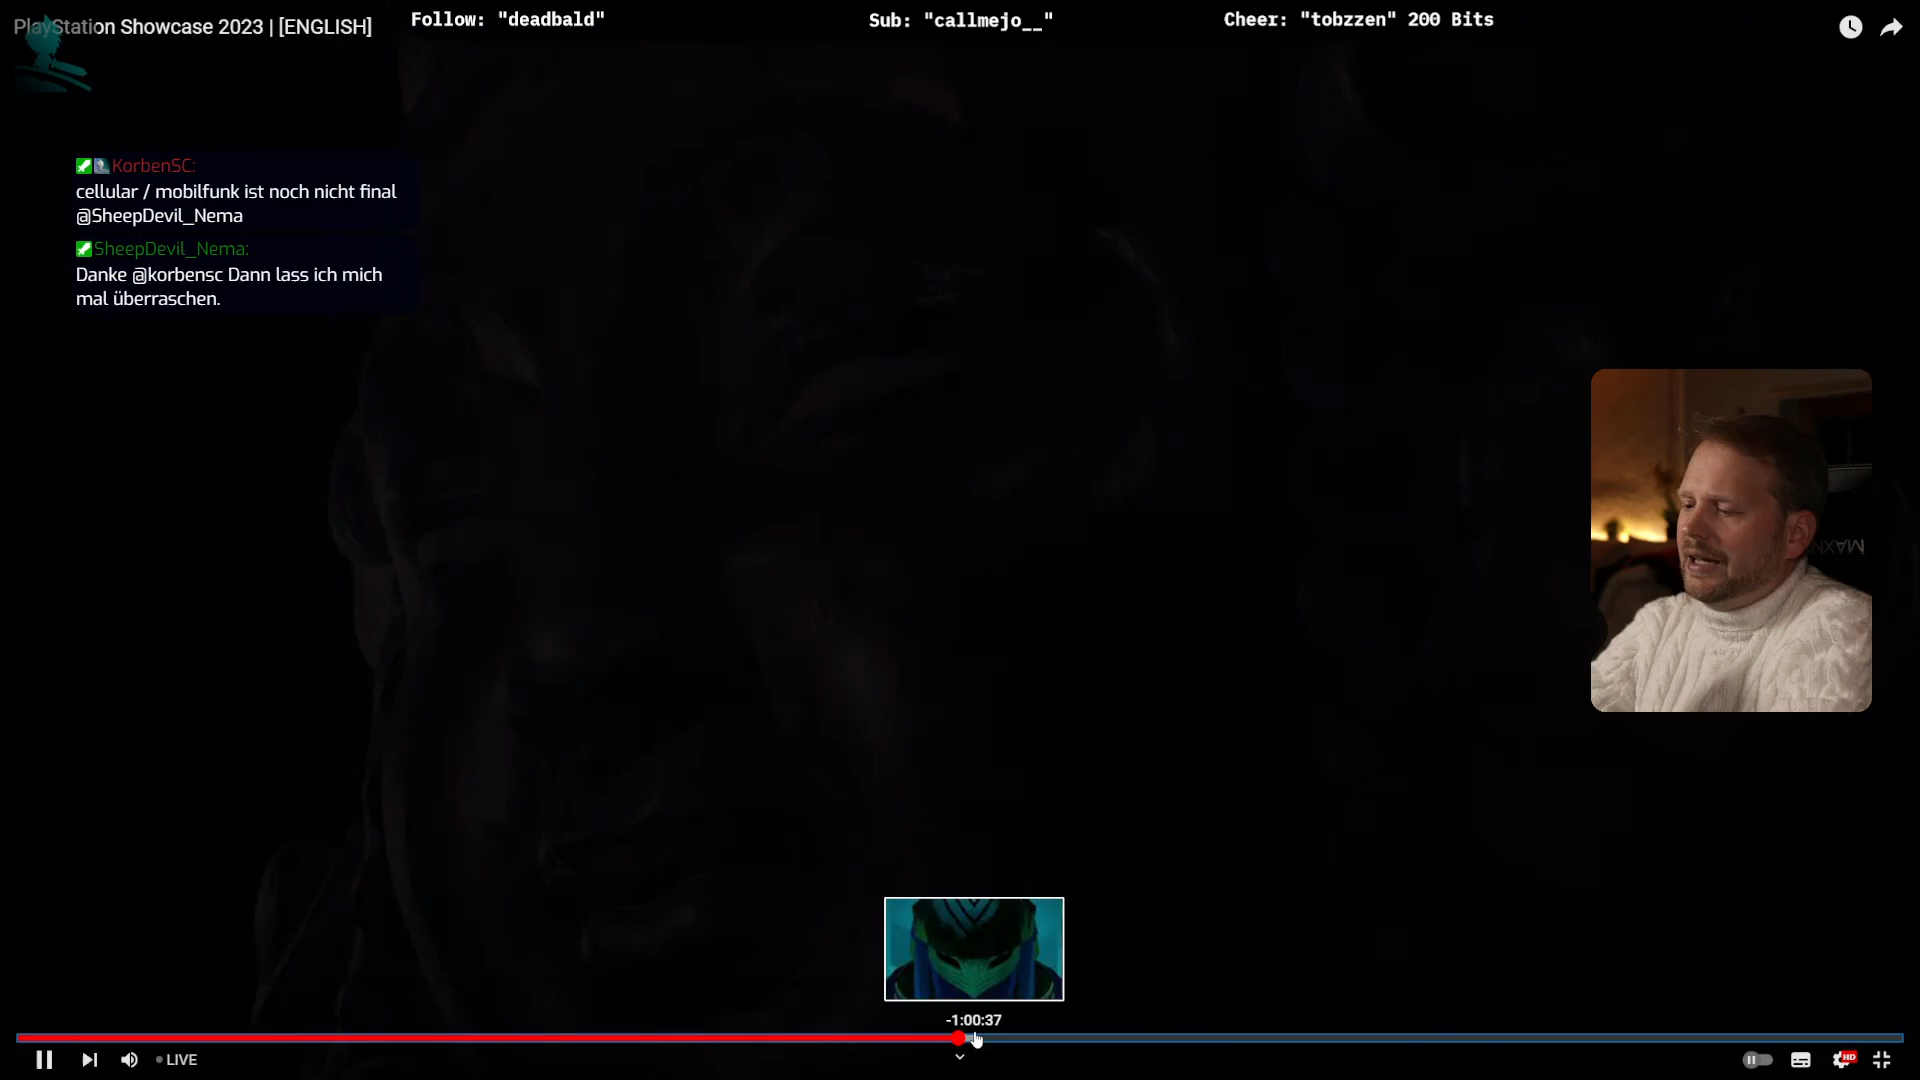 PlayStation Showcase 2023 | [ENGLISH]
Follow: "deadbald"
Sub: "callmejo__"
Cheer: "tobzzen" 200 Bits
KorbenSC:
cellular / mobilfunk ist noch nicht final
@SheepDevil_Nema
SheepDevil_Nema:
Danke @korbensc Dann lass ich mich
mal überraschen.
-1:00:37
LIVE
HD